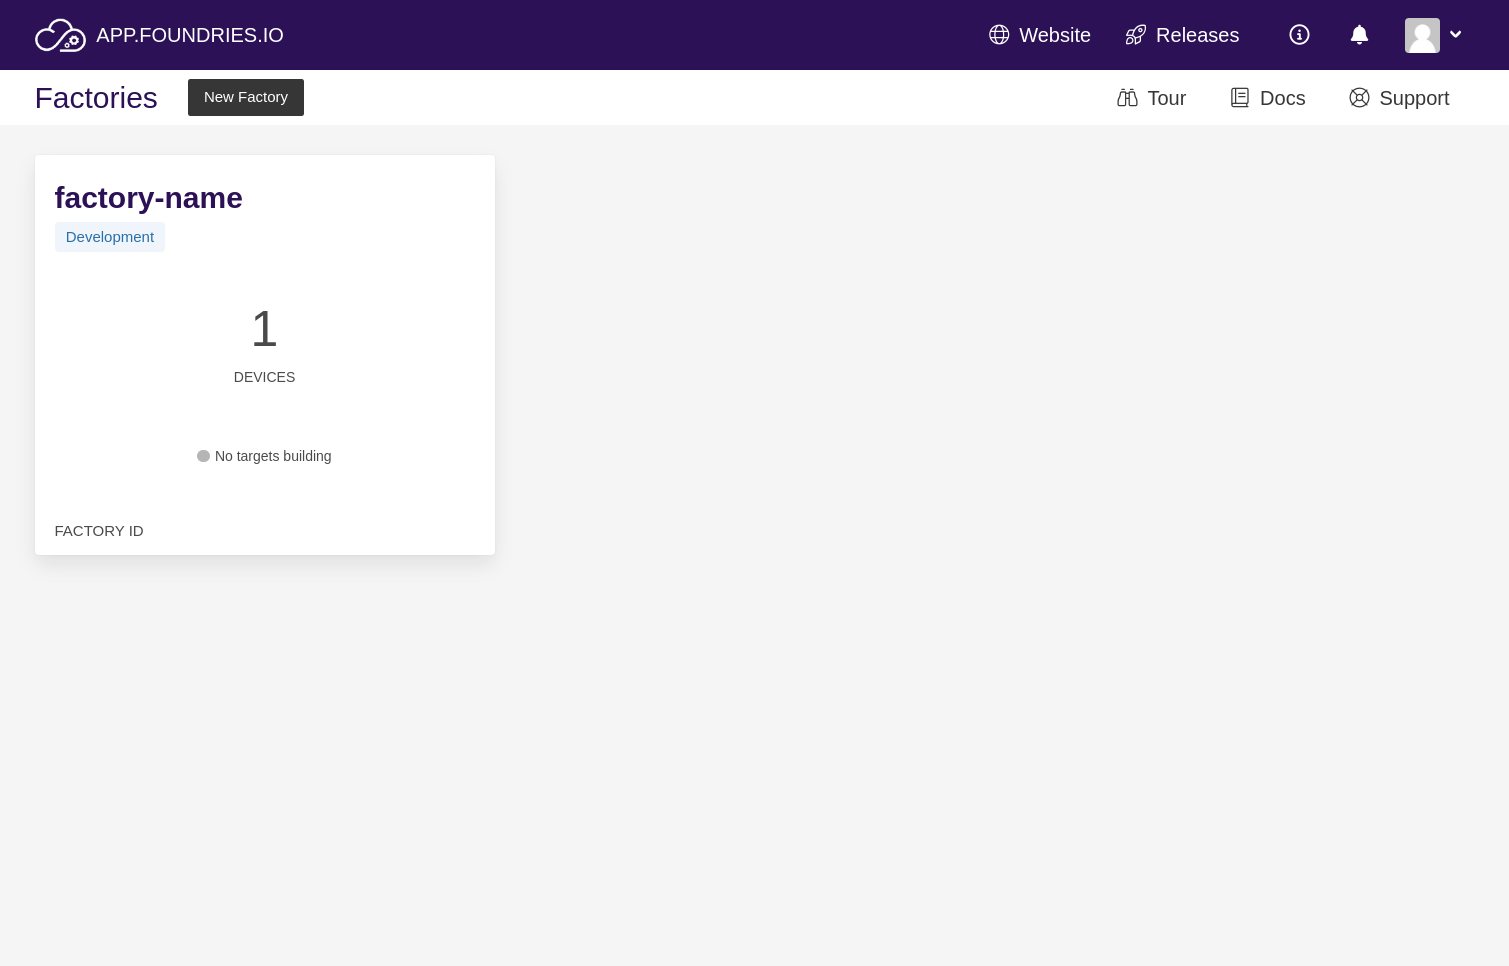 APP.FOUNDRIES.IO
Website
Releases
Factories
New Factory
Tour
Docs
Support
factory-name
Development
1
DEVICES
No targets building
FACTORY ID